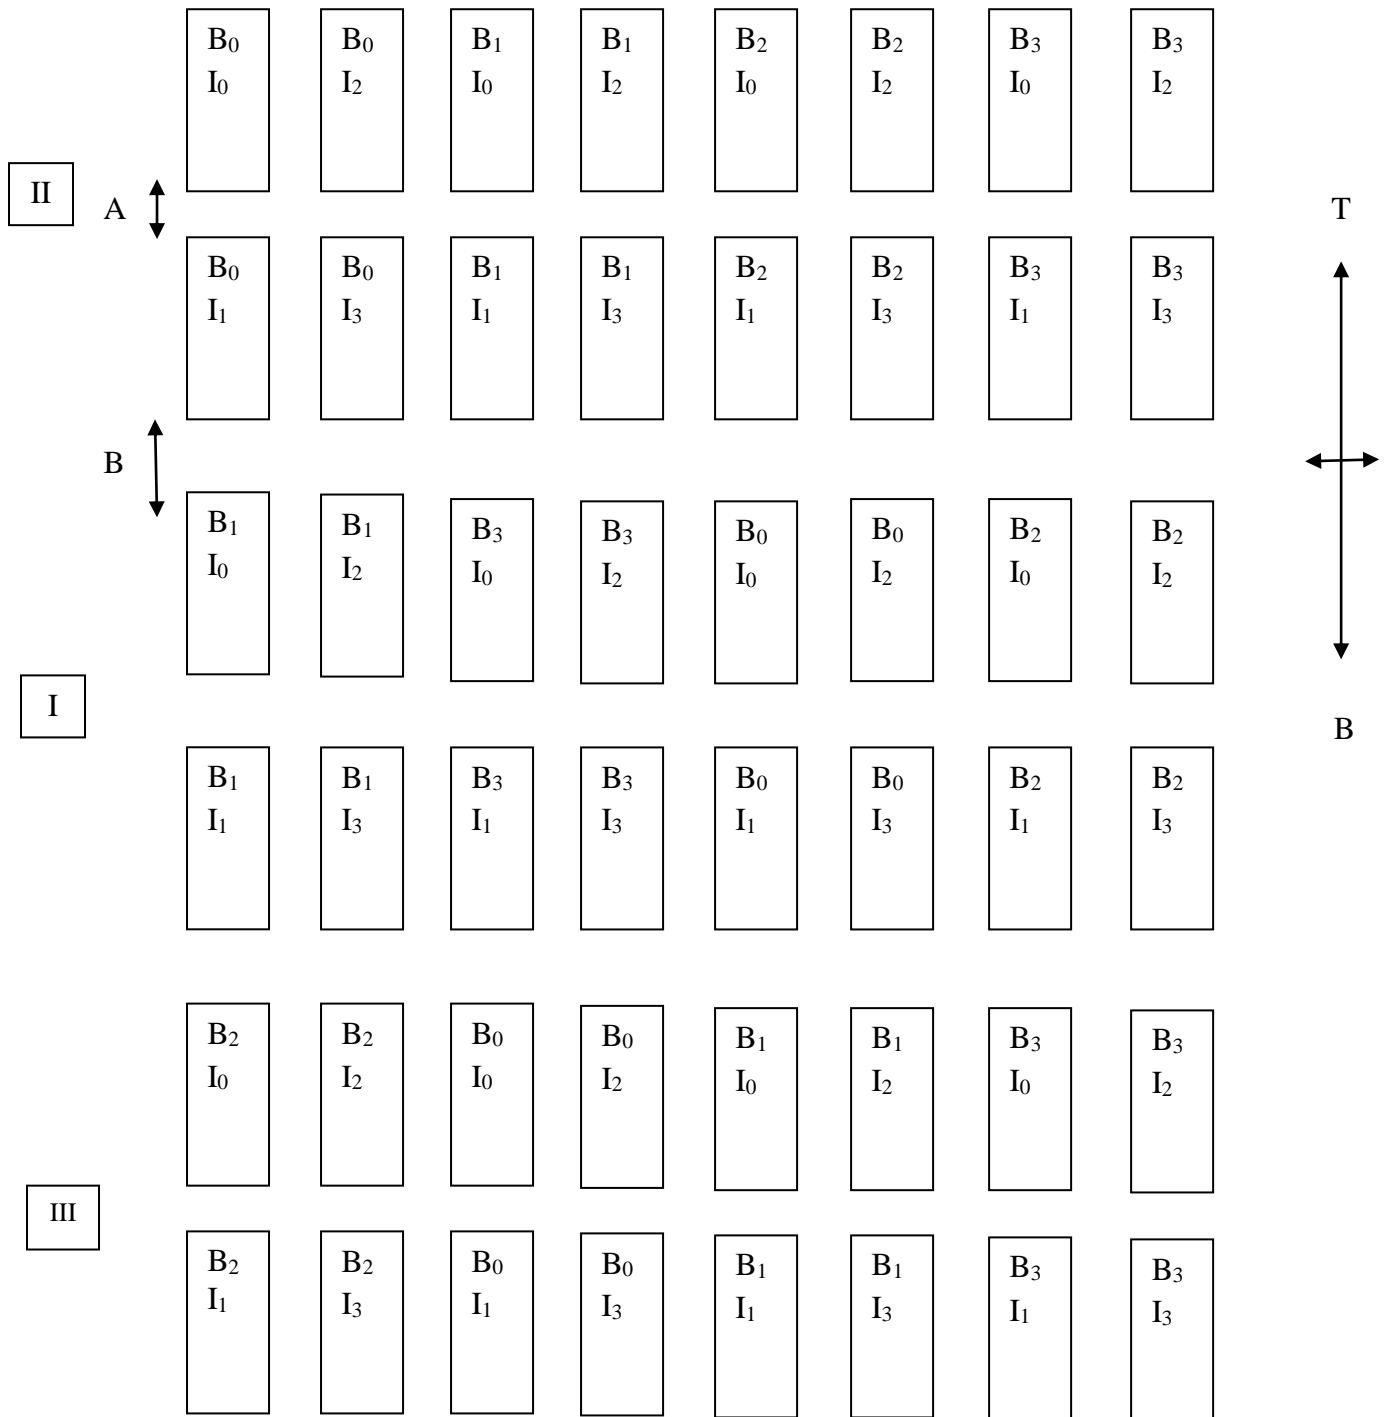 B₀ B₀ B₁ B₁ B₂ B₂ B₃ B₃
I₀ I₂ I₀ I₂ I₀ I₂ I₀ I₂
II A T
B₀ B₀ B₁ B₁ B₂ B₂ B₃ B₃
I₁ I₃ I₁ I₃ I₁ I₃ I₁ I₃
B
B₁ B₁ B₃ B₃ B₀ B₀ B₂ B₂
I₀ I₂ I₀ I₂ I₀ I₂ I₀ I₂
I B
B₁ B₁ B₃ B₃ B₀ B₀ B₂ B₂
I₁ I₃ I₁ I₃ I₁ I₃ I₁ I₃
B₂ B₂ B₀ B₀ B₁ B₁ B₃ B₃
I₀ I₂ I₀ I₂ I₀ I₂ I₀ I₂
III
B₂ B₂ B₀ B₀ B₁ B₁ B₃ B₃
I₁ I₃ I₁ I₃ I₁ I₃ I₁ I₃